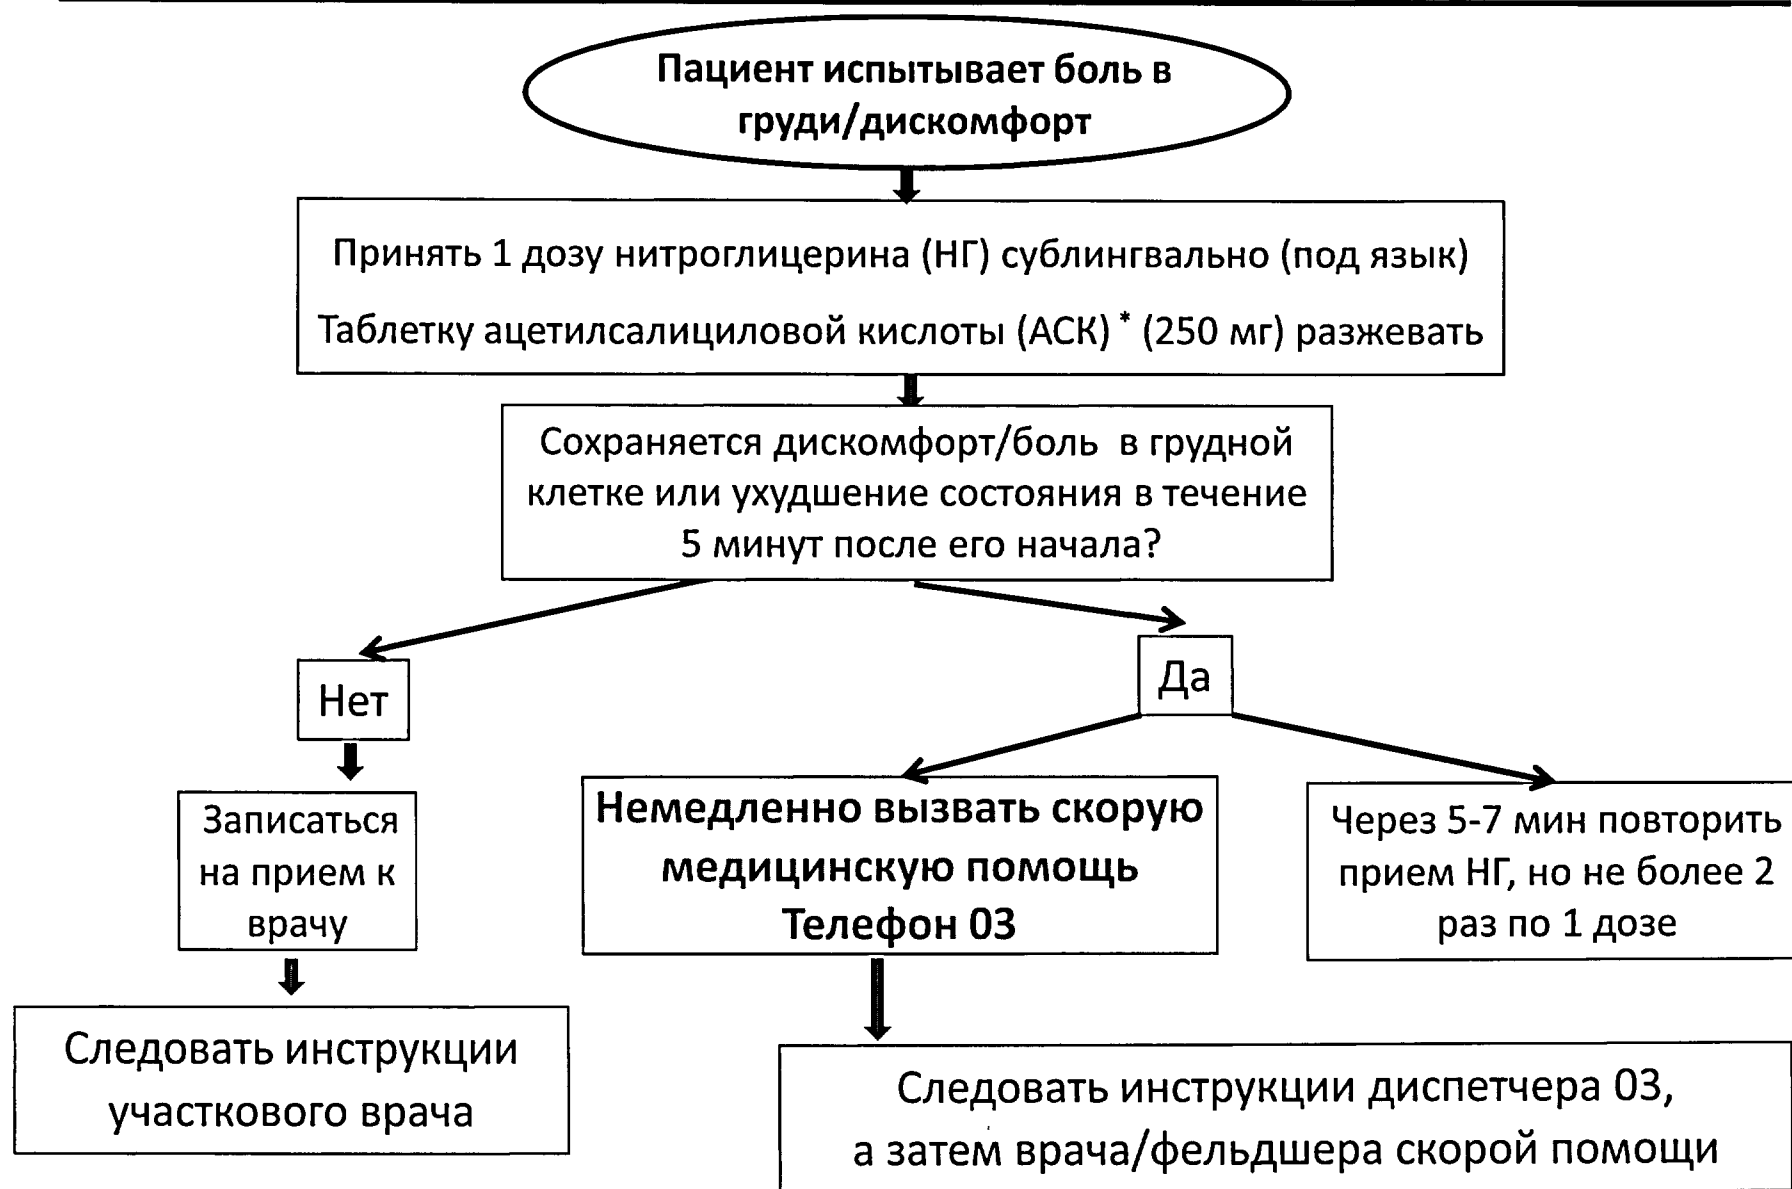 Пациент испытывает боль в
груди/дискомфорт
Принять 1 дозу нитроглицерина (НГ) сублингвально (под язык)
Таблетку ацетилсалициловой кислоты (АСК) * (250 мг) разжевать
Сохраняется дискомфорт/боль в грудной
клетке или ухудшение состояния в течение
5 минут после его начала?
Нет
Да
Записаться
на прием к
врачу
Немедленно вызвать скорую
медицинскую помощь
Телефон 03
Через 5-7 мин повторить
прием НГ, но не более 2
раз по 1 дозе
Следовать инструкции
участкового врача
Следовать инструкции диспетчера 03,
а затем врача/фельдшера скорой помощи